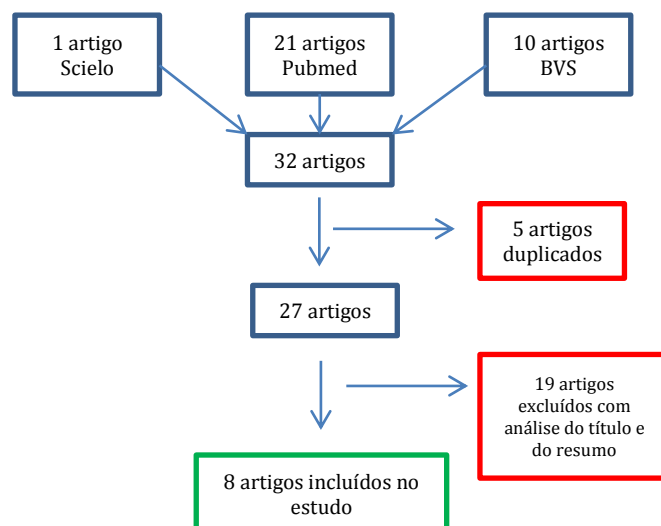 1 artigo
Scielo
21 artigos
Pubmed
10 artigos
BVS
32 artigos
5 artigos
duplicados
27 artigos
19 artigos
excluídos com
análise do título e
do resumo
8 artigos incluídos no
estudo